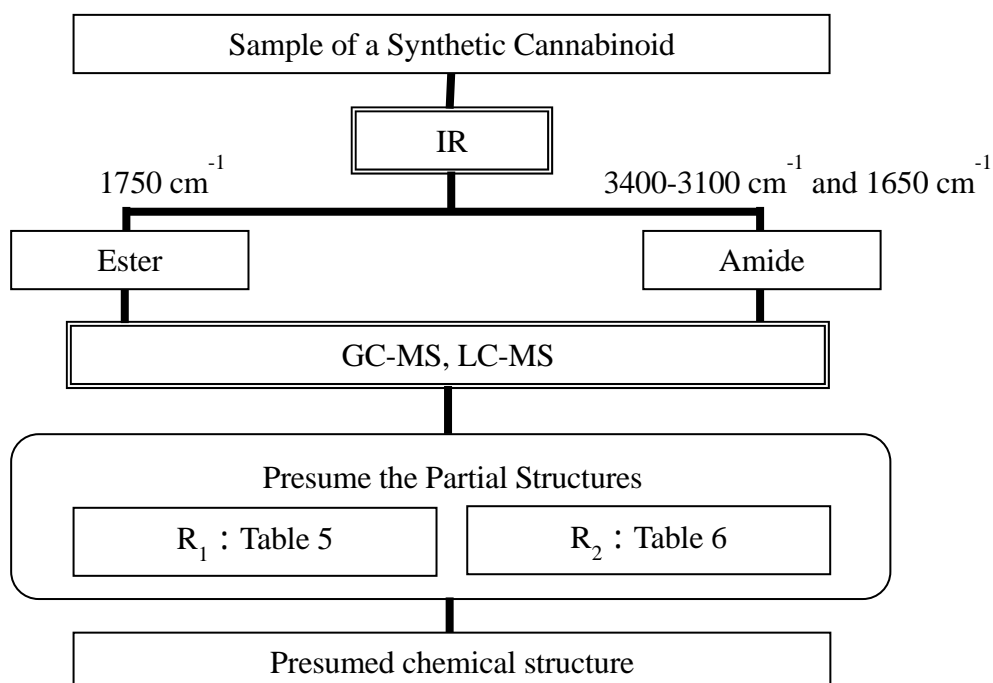 Sample of a Synthetic Cannabinoid
IR
1750 cm⁻¹
3400-3100 cm⁻¹ and 1650 cm⁻¹
Ester
Amide
GC-MS, LC-MS
Presume the Partial Structures
R₁：Table 5
R₂：Table 6
Presumed chemical structure